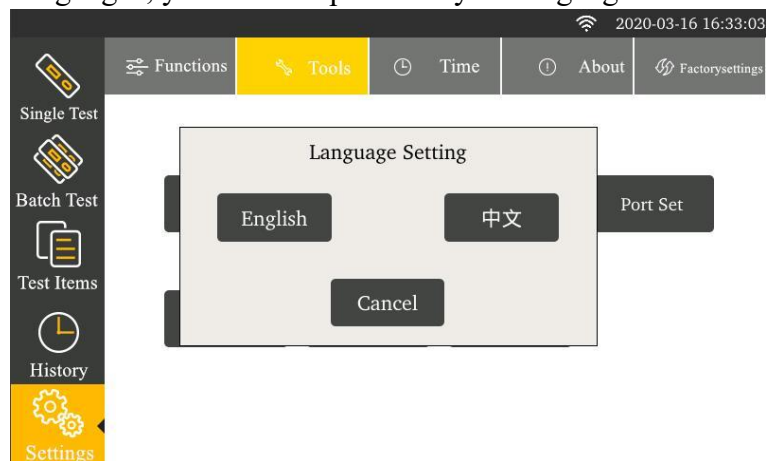 2020-03-16 16:33:03
Functions
Tools
Time
About
Factorysettings
Single Test
Batch Test
Test Items
History
Settings
Language Setting
English
中文
Cancel
Port Set